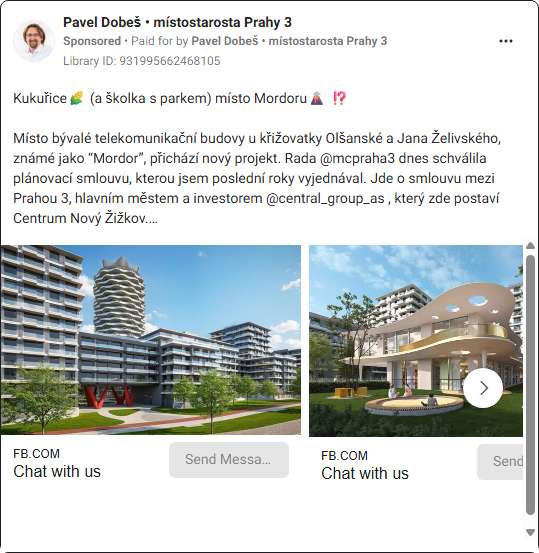 Pavel Dobeš • místostarosta Prahy 3
Sponsored • Paid for by Pavel Dobeš • místostarosta Prahy 3
Library ID: 931995662468105
Kukuřice🌽 (a školka s parkem) místo Mordoru🌋 ⁉️
Místo bývalé telekomunikační budovy u křižovatky Olšanské a Jana Želivského,
známé jako “Mordor”, přichází nový projekt. Rada @mcpraha3 dnes schválila
plánovací smlouvu, kterou jsem poslední roky vyjednával. Jde o smlouvu mezi
Prahou 3, hlavním městem a investorem @central_group_as , který zde postaví
Centrum Nový Žižkov.…
FB.COM
Chat with us
Send Messa...
FB.COM
Chat with us
Send